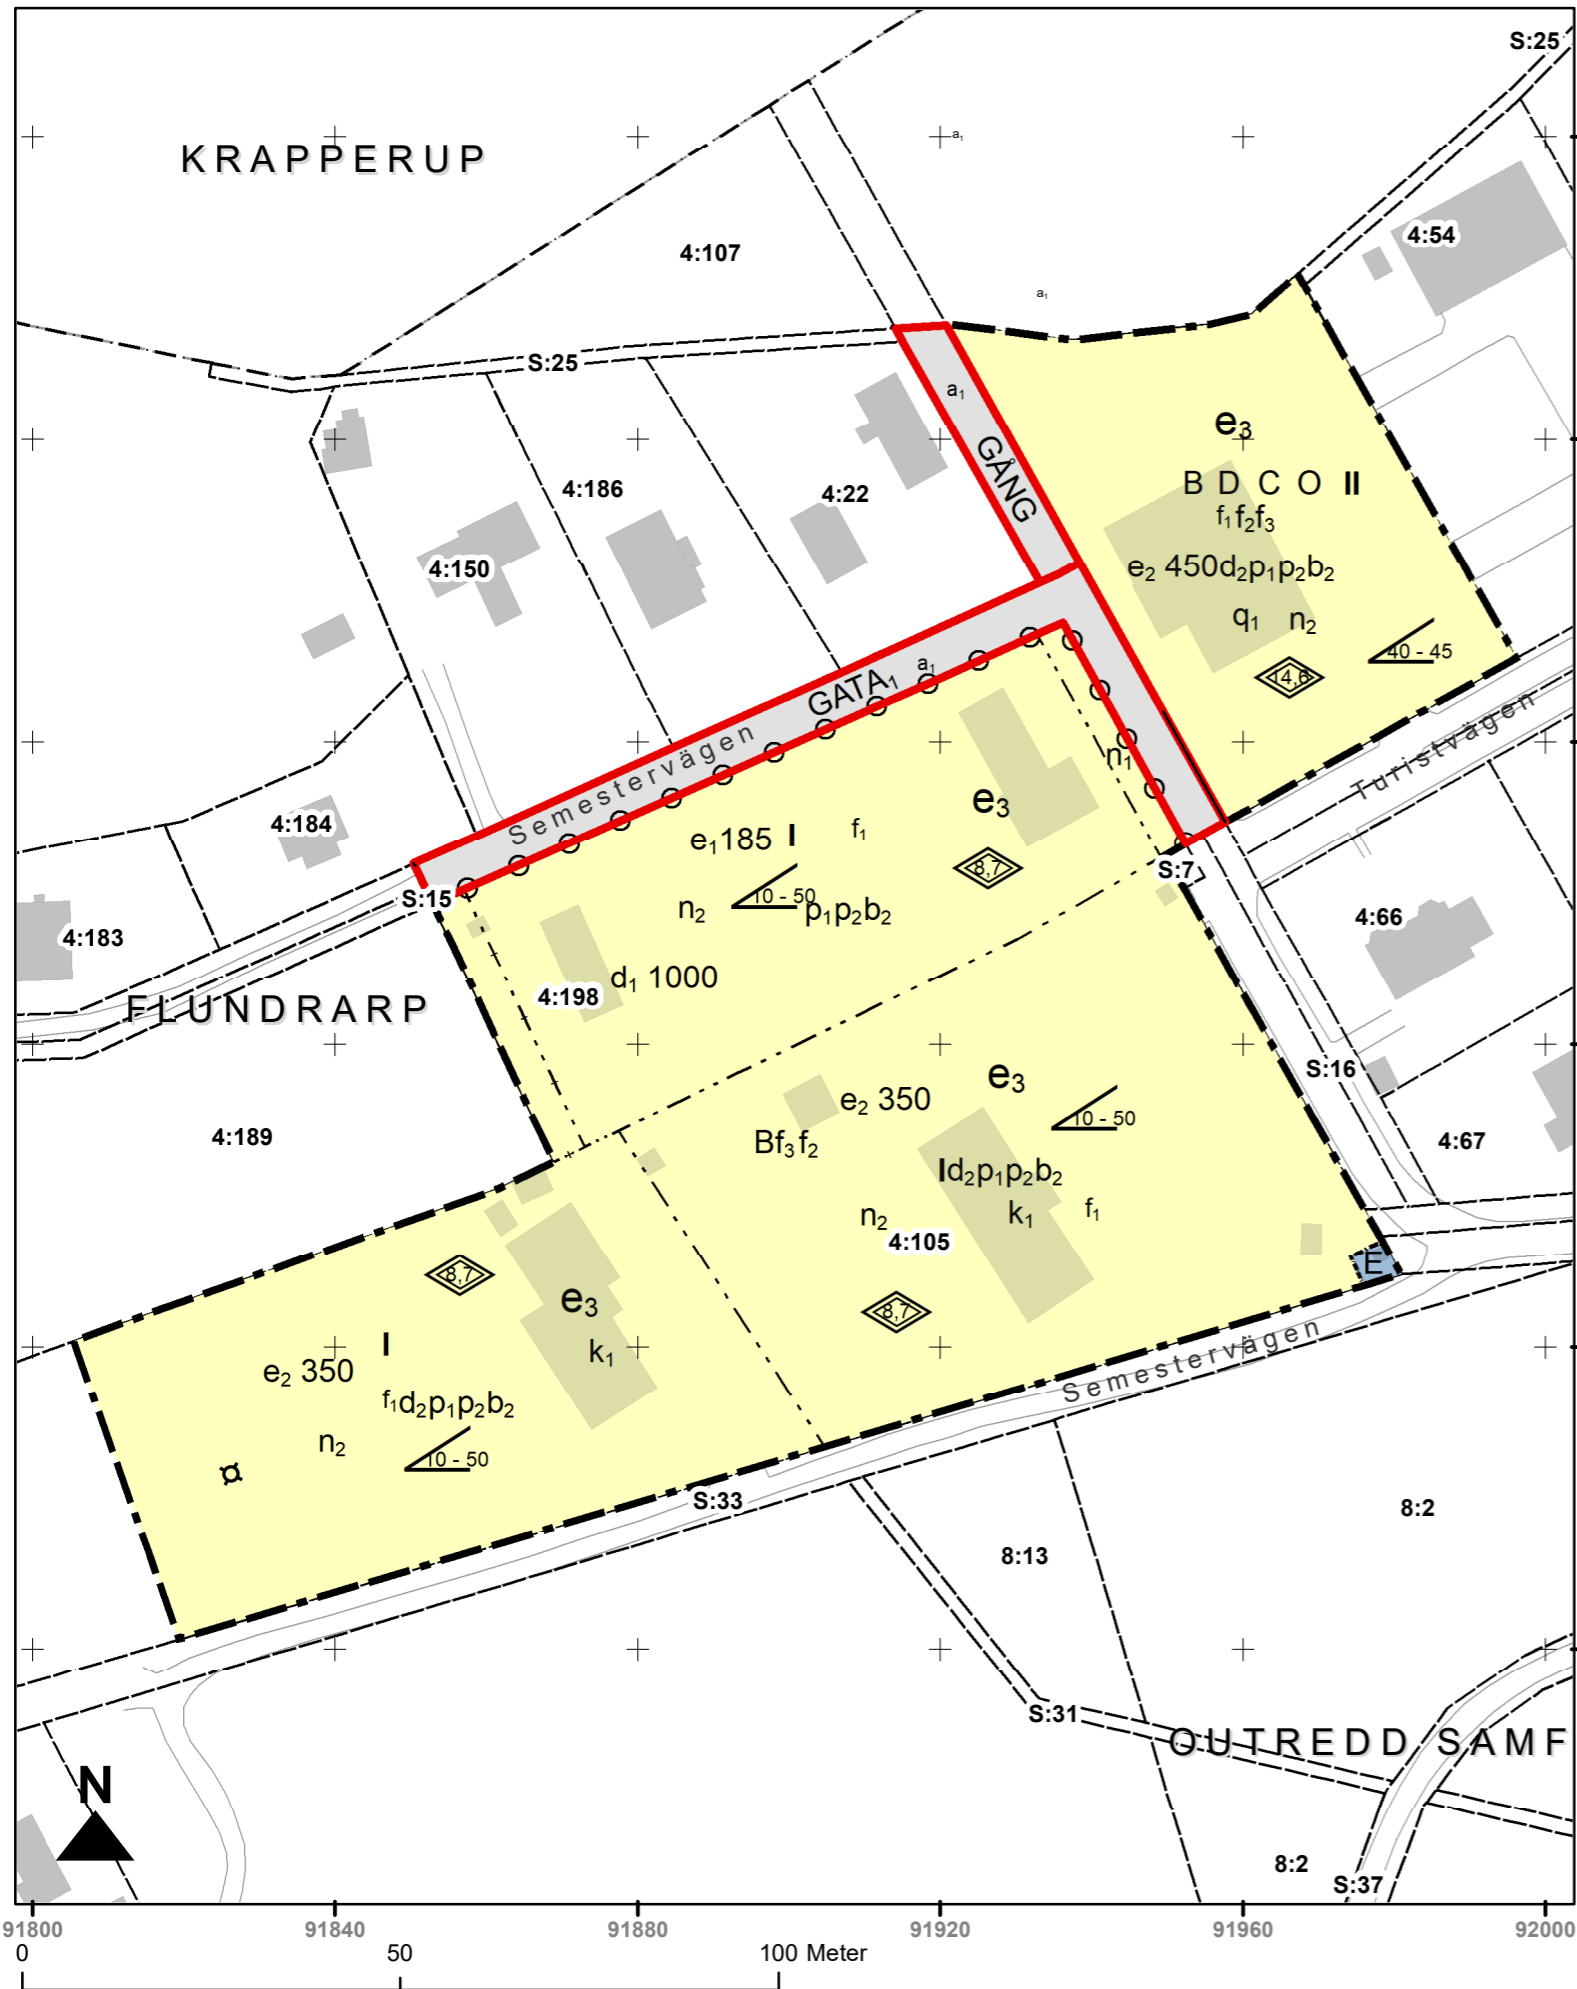 S:25
a₁
KRAPPERUP
4:54
4:107
a₁
S:25
a₁
e₃
GÅNG
B D C O II
4:186
4:22
f₁f₂f₃
4:150
e₂ 450d₂p₁p₂b₂
q₁ n₂
40 - 45
14,6
a₁
GATA₁
Semestervägen
Turistvägen
n₁
e₃
4:184
e₁185 I f₁
8,7
S:7
S:15
10 - 50
n₂
p₁p₂b₂
4:66
4:183
d₁ 1000
4:198
FLUNDRARP
S:16
e₃
e₂ 350
10 - 50
4:189
Bf₃f₂
4:67
Id₂p₁p₂b₂
n₂
k₁
f₁
4:105
E
8,7
e₃
8,7
I
k₁
e₂ 350
Semestervägen
f₁d₂p₁p₂b₂
n₂
10 - 50
S:33
8:2
8:13
S:31
OUTREDD SAMF
N
8:2
S:37
91800 91840 91880 91920 91960 92000
0 50 100 Meter